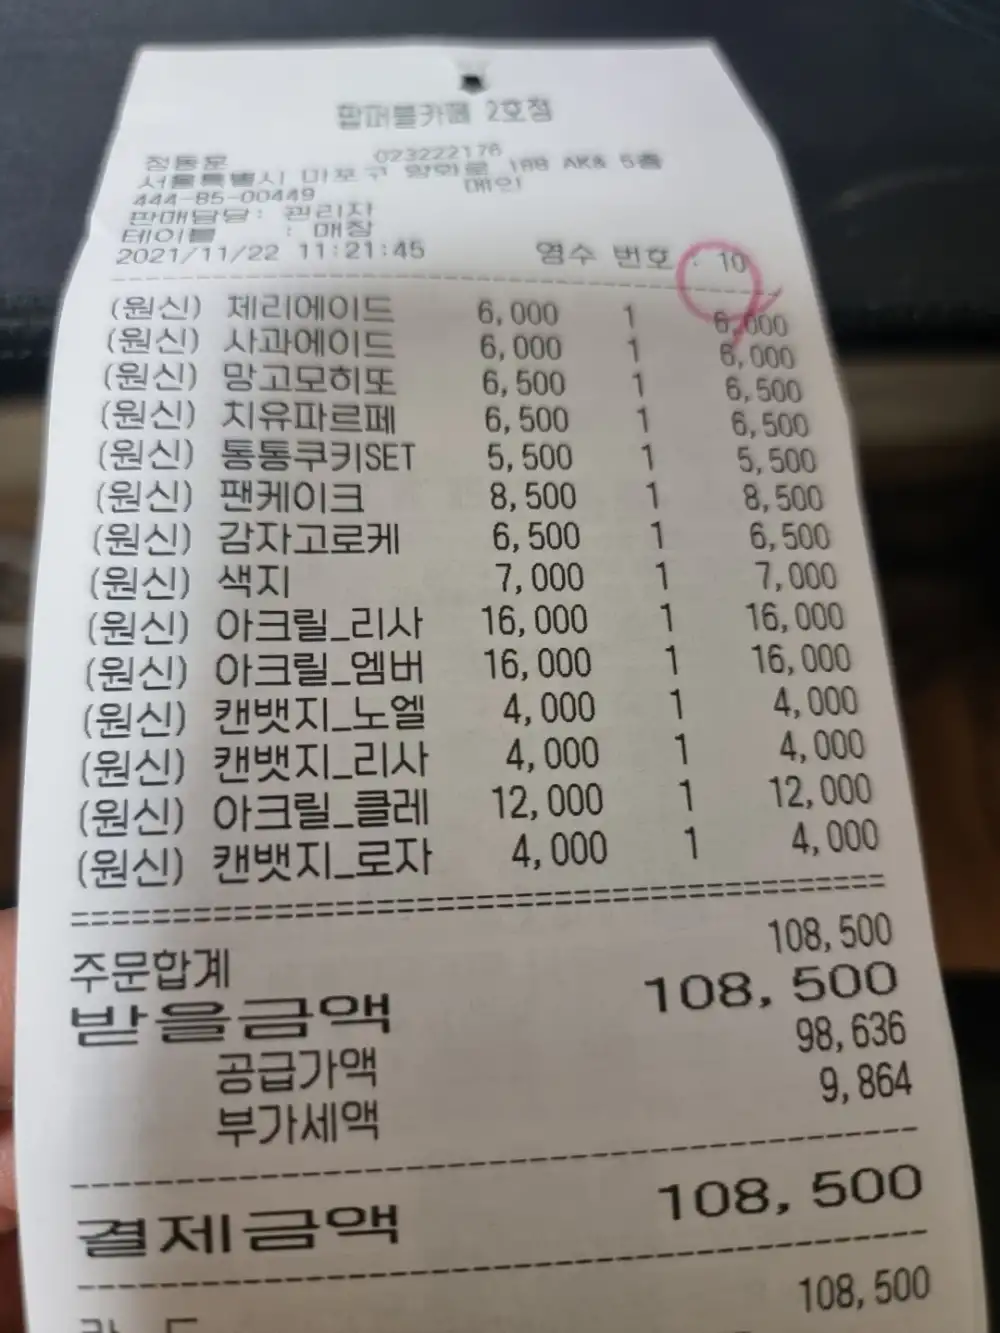 팝퍼블카페 2호점
정동훈 023222176
서울특별시 마포구 양화로 188 AK& 5층
444-85-00449 메인
판매담당: 관리자
테이블 : 매장
2021/11/22 11:21:45 영수 번호 : 10
(원신) 체리에이드 6,000 1 6,000
(원신) 사과에이드 6,000 1 6,000
(원신) 망고모히또 6,500 1 6,500
(원신) 치유파르페 6,500 1 6,500
(원신) 통통쿠키SET 5,500 1 5,500
(원신) 팬케이크 8,500 1 8,500
(원신) 감자고로케 6,500 1 6,500
(원신) 색지 7,000 1 7,000
(원신) 아크릴_리사 16,000 1 16,000
(원신) 아크릴_엠버 16,000 1 16,000
(원신) 캔뱃지_노엘 4,000 1 4,000
(원신) 캔뱃지_리사 4,000 1 4,000
(원신) 아크릴_클레 12,000 1 12,000
(원신) 캔뱃지_로자 4,000 1 4,000
주문합계 108,500
받을금액 108,500
공급가액 98,636
부가세액 9,864
결제금액 108,500
108,500